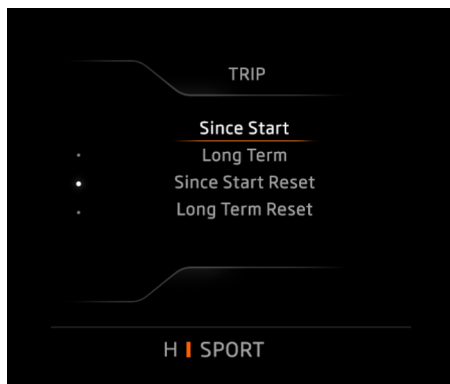 TRIP
Since Start
Long Term
Since Start Reset
Long Term Reset
H SPORT